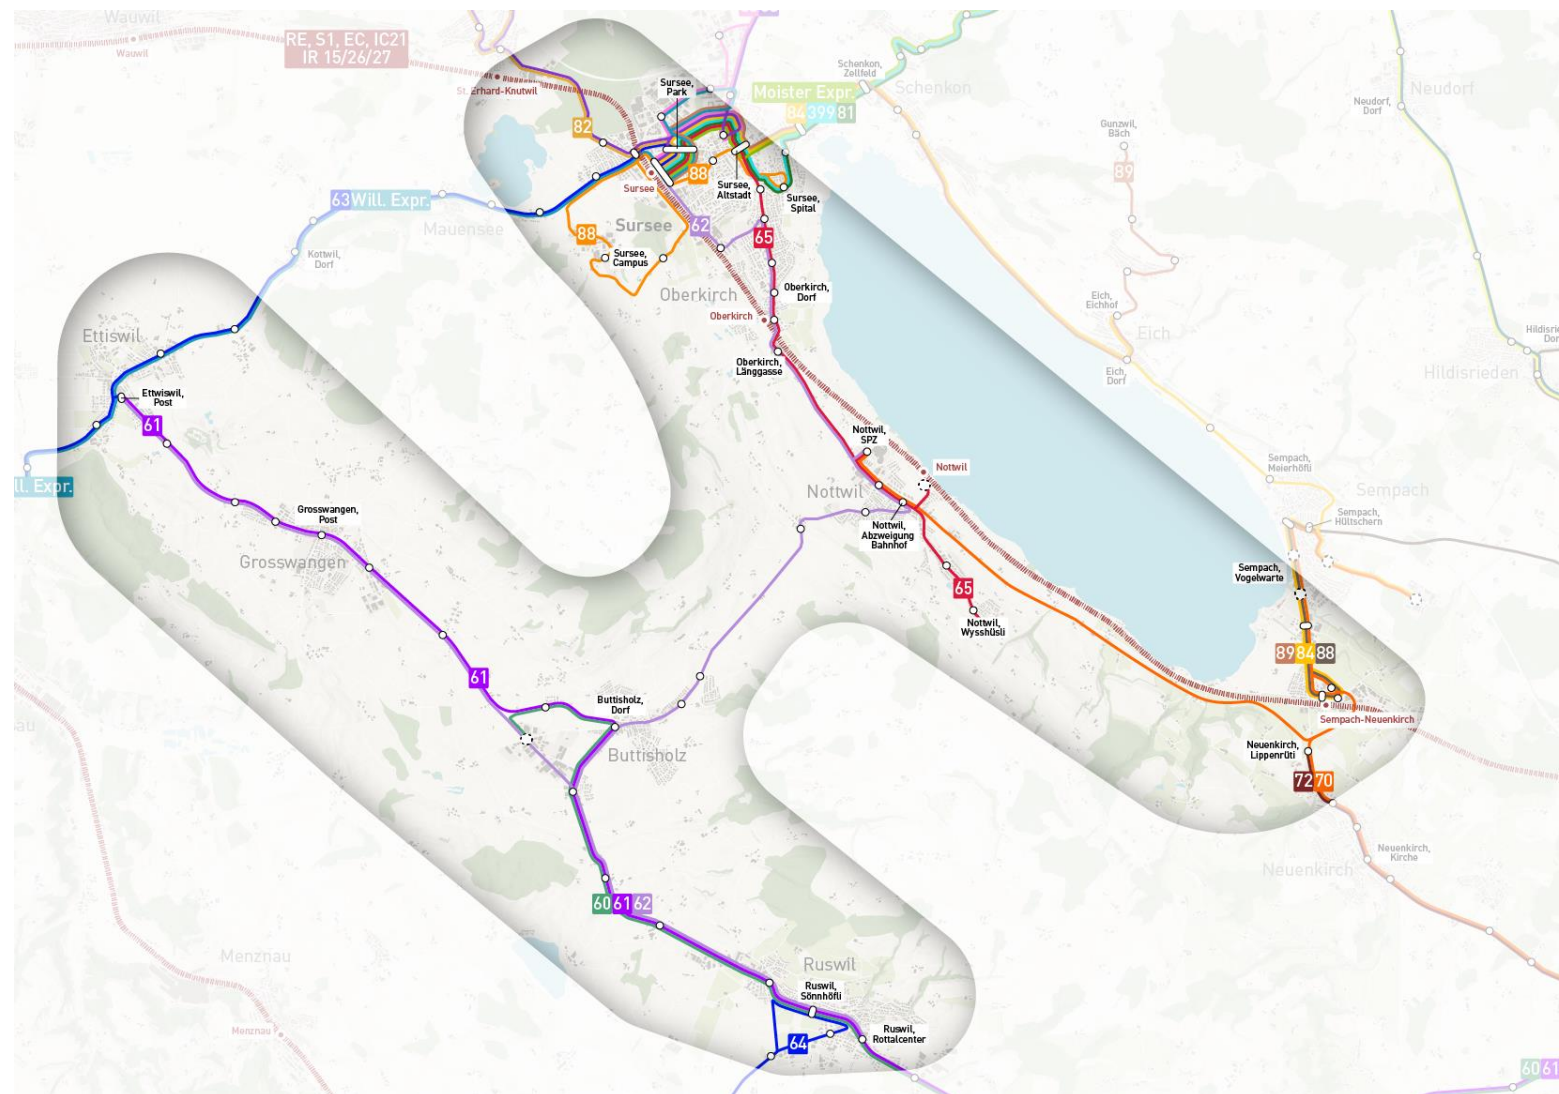 Wauwil
Wauwil
RE, S1, EC, IC21
IR 15/26/27
St. Erhard-Knutwil
Sursee,
Park
Schenkon,
Zellfeld
Schenkon
Moister Expr.
84 399 81
82
Neudorf,
Dorf
Neudorf
Gunzwil,
Bäch
89
88
Sursee
Sursee,
Altstadt
Sursee,
Spital
63 Will. Expr.
Mauensee
Sursee
62
65
88
Sursee,
Campus
Kottwil,
Dorf
Oberkirch
Oberkirch,
Dorf
Oberkirch
Eich,
Eichhof
Eich
Ettiswil
Oberkirch,
Länggasse
Eich,
Dorf
Hildisrieden
Ettwiswil,
Post
61
Nottwil,
SPZ
Nottwil
Sempach,
Meierhöfli
ll. Expr.
Nottwil
Sempach
Grosswangen,
Post
Nottwil,
Abzweigung
Bahnhof
Sempach,
Hültschern
Grosswangen
Sempach,
Vogelwarte
65
Nottwil,
Wysshüsli
61
89 84 88
Buttisholz,
Dorf
Sempach-Neuenkirch
Buttisholz
Neuenkirch,
Lippenrüti
72 70
Neuenkirch,
Kirche
Neuenkirch
60 61 62
Menznau
Ruswil
Ruswil,
Sönnhöfli
Menznau
Ruswil,
Rottalcenter
64
60 61